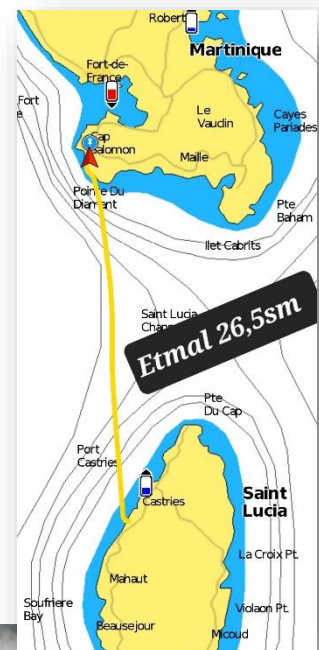 Robert
Martinique
Fort-de-
France
Fort
Le
Vauclin
Cayes
Pariades
Cap
Salomon
Maille
Pointe Du
Diamant
Pte
Baham
Ilet Cabrits
Saint Lucia
Etmal 26,5sm
Pte
Du Cap
Port
Castries
Saint
Lucia
Castries
La Croix Pt.
Mahaut
Soufriere
Bay
Violaon Pt.
Beausejour
Micoud